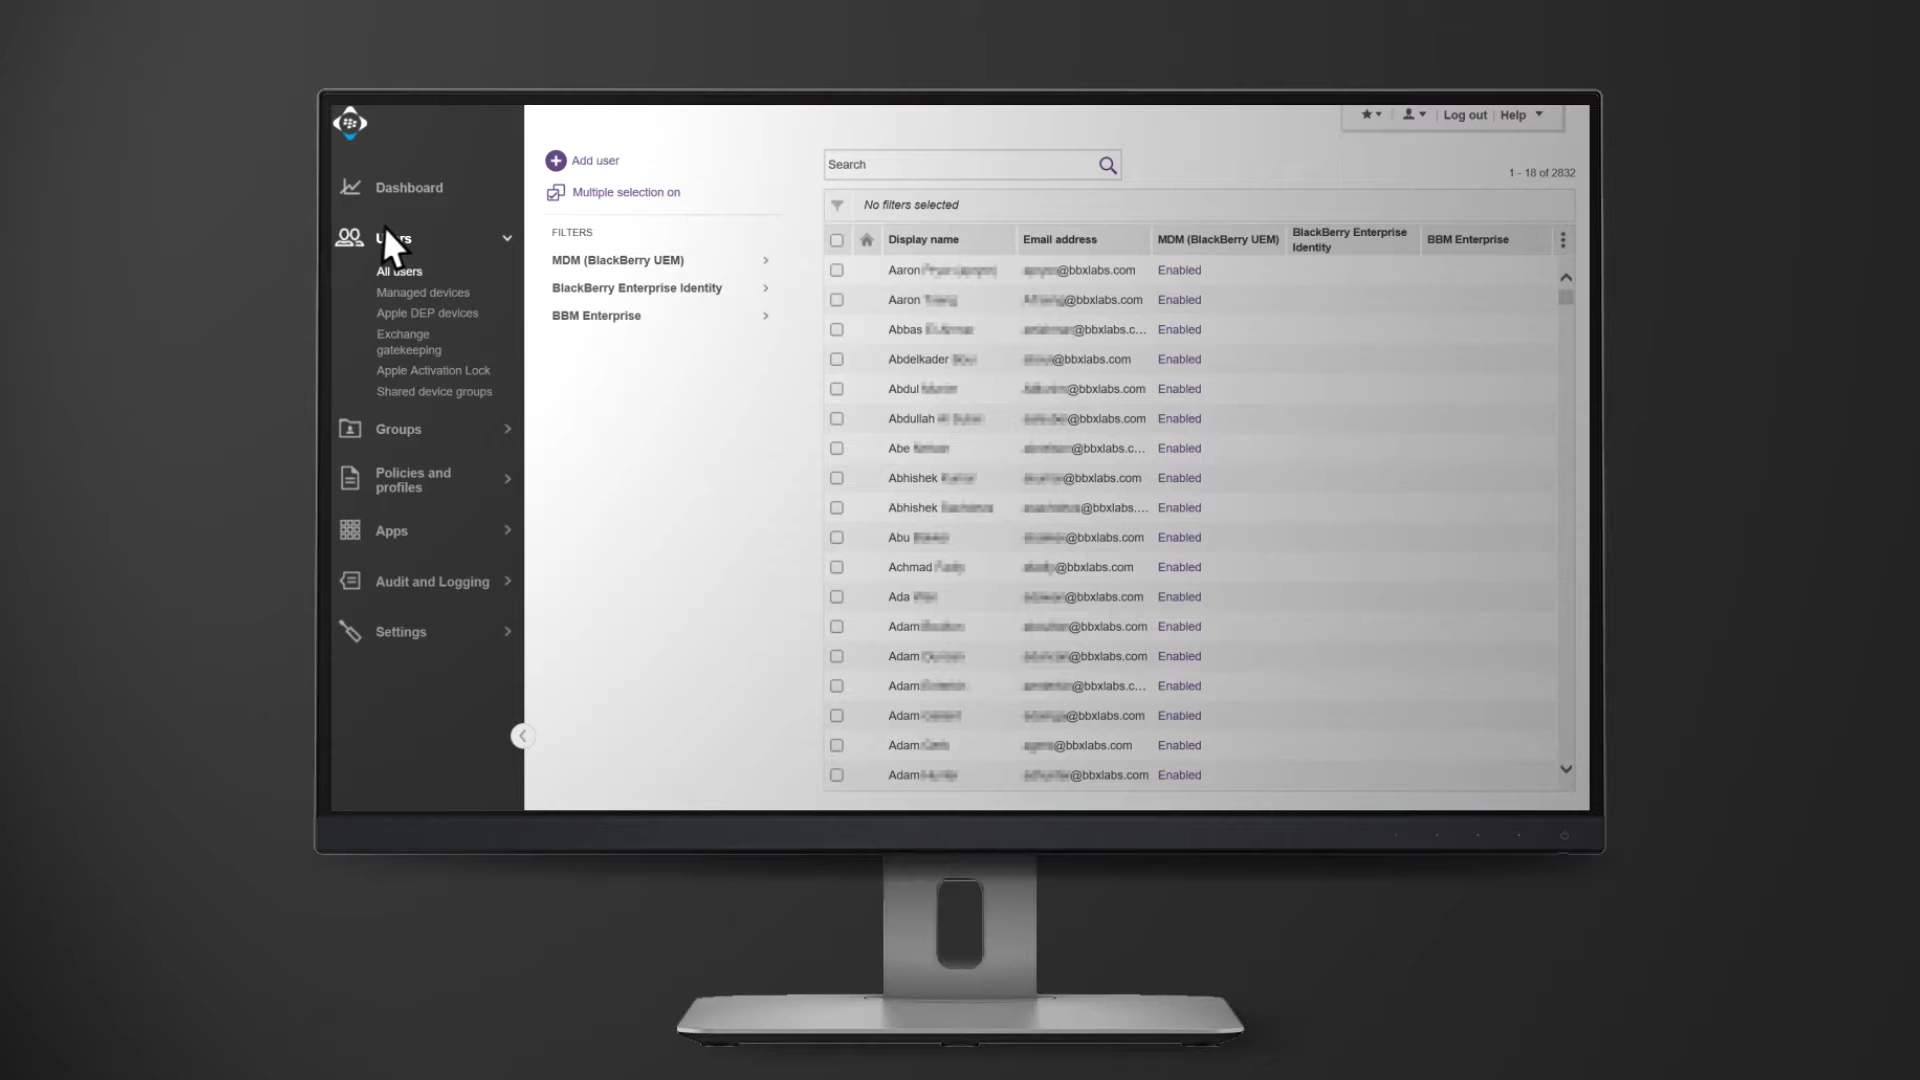 Log out
Help
Add user
Multiple selection on
Search
1 - 18 of 2832
Dashboard
All users
Managed devices
Apple DEP devices
Exchange
gatekeeping
Apple Activation Lock
Shared device groups
Groups
Policies and
profiles
Apps
Audit and Logging
Settings
FILTERS
MDM (BlackBerry UEM)
BlackBerry Enterprise Identity
BBM Enterprise
No filters selected
Display name Email address MDM (BlackBerry UEM) BlackBerry Enterprise Identity BBM Enterprise
Aaron @bbxlabs.com Enabled
Aaron @bbxlabs.com Enabled
Abbas @bbxlabs.c... Enabled
Abdelkader @bbxlabs.com Enabled
Abdul @bbxlabs.com Enabled
Abdullah @bbxlabs.com Enabled
Abe @bbxlabs.c... Enabled
Abhishek @bbxlabs.com Enabled
Abhishek @bbxlabs.... Enabled
Abu @bbxlabs.com Enabled
Achmad @bbxlabs.com Enabled
Ada @bbxlabs.com Enabled
Adam @bbxlabs.com Enabled
Adam @bbxlabs.com Enabled
Adam @bbxlabs.c... Enabled
Adam @bbxlabs.com Enabled
Adam @bbxlabs.com Enabled
Adam @bbxlabs.com Enabled